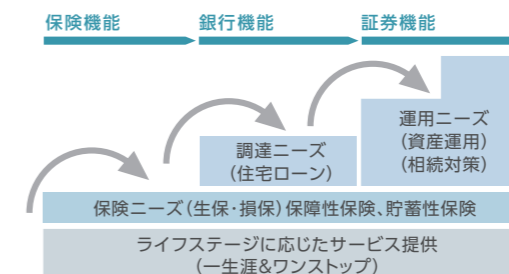 保険機能
銀行機能
証券機能
運用ニーズ
(資産運用)
(相続対策)
調達ニーズ
(住宅ローン)
保険ニーズ(生保・損保)保障性保険、貯蓄性保険
ライフステージに応じたサービス提供
(一生涯&ワンストップ)